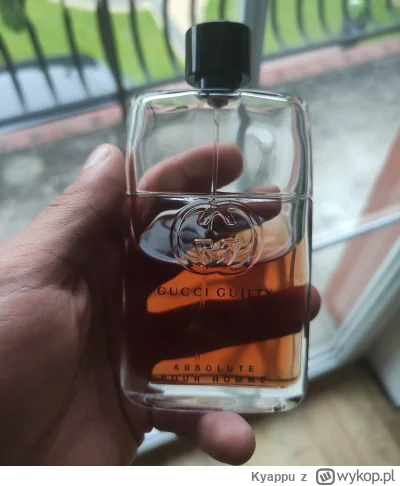 GUCCI GUILTY
ABSOLUTE
POUR HOMME
Kyappu z wykop.pl